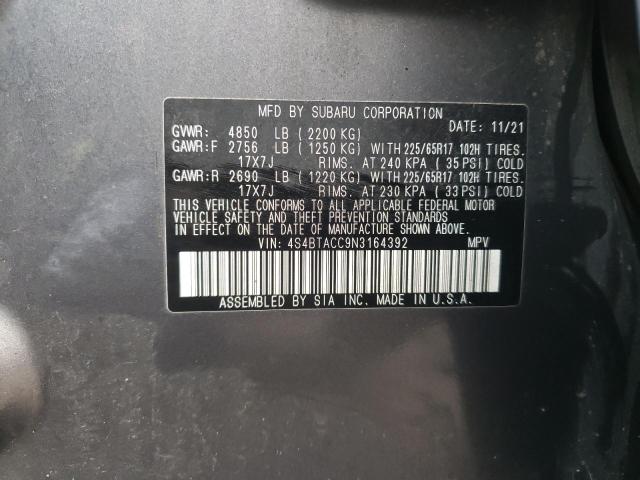 MFD BY SUBARU CORPORATION
GVWR: 4850 LB ( 2200 KG) DATE: 11/21
GAWR:F 2756 LB ( 1250 KG) WITH 225/65R17 102H TIRES.
17X7J RIMS. AT 240 KPA ( 35 PSI) COLD
GAWR:R 2690 LB ( 1220 KG) WITH 225/65R17 102H TIRES.
17X7J RIMS. AT 230 KPA ( 33 PSI) COLD
THIS VEHICLE CONFORMS TO ALL APPLICABLE FEDERAL MOTOR
VEHICLE SAFETY AND THEFT PREVENTION STANDARDS
IN EFFECT ON THE DATE OF MANUFACTURE SHOWN ABOVE.
VIN: 4S4BTACC9N3164392 MPV
ASSEMBLED BY SIA INC. MADE IN U.S.A.